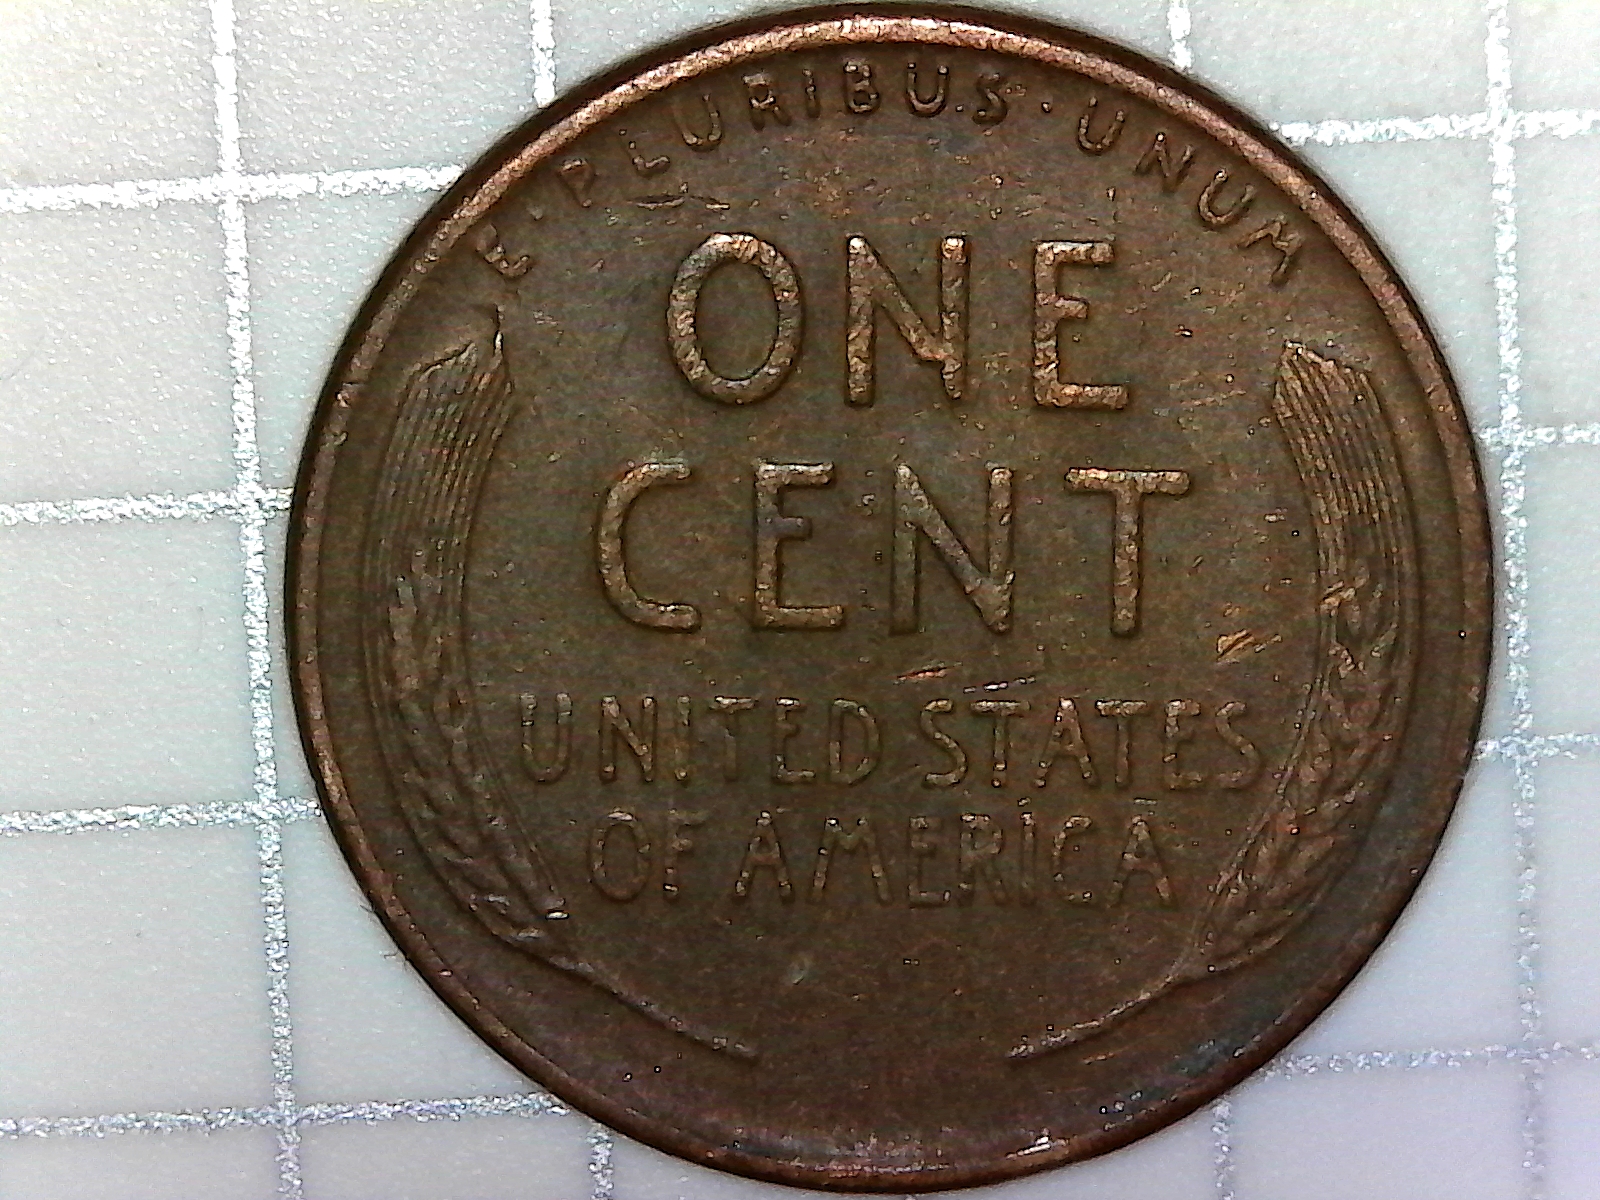 E·PLURIBUS·UNUM
ONE
CENT
UNITED STATES
OF AMERICA